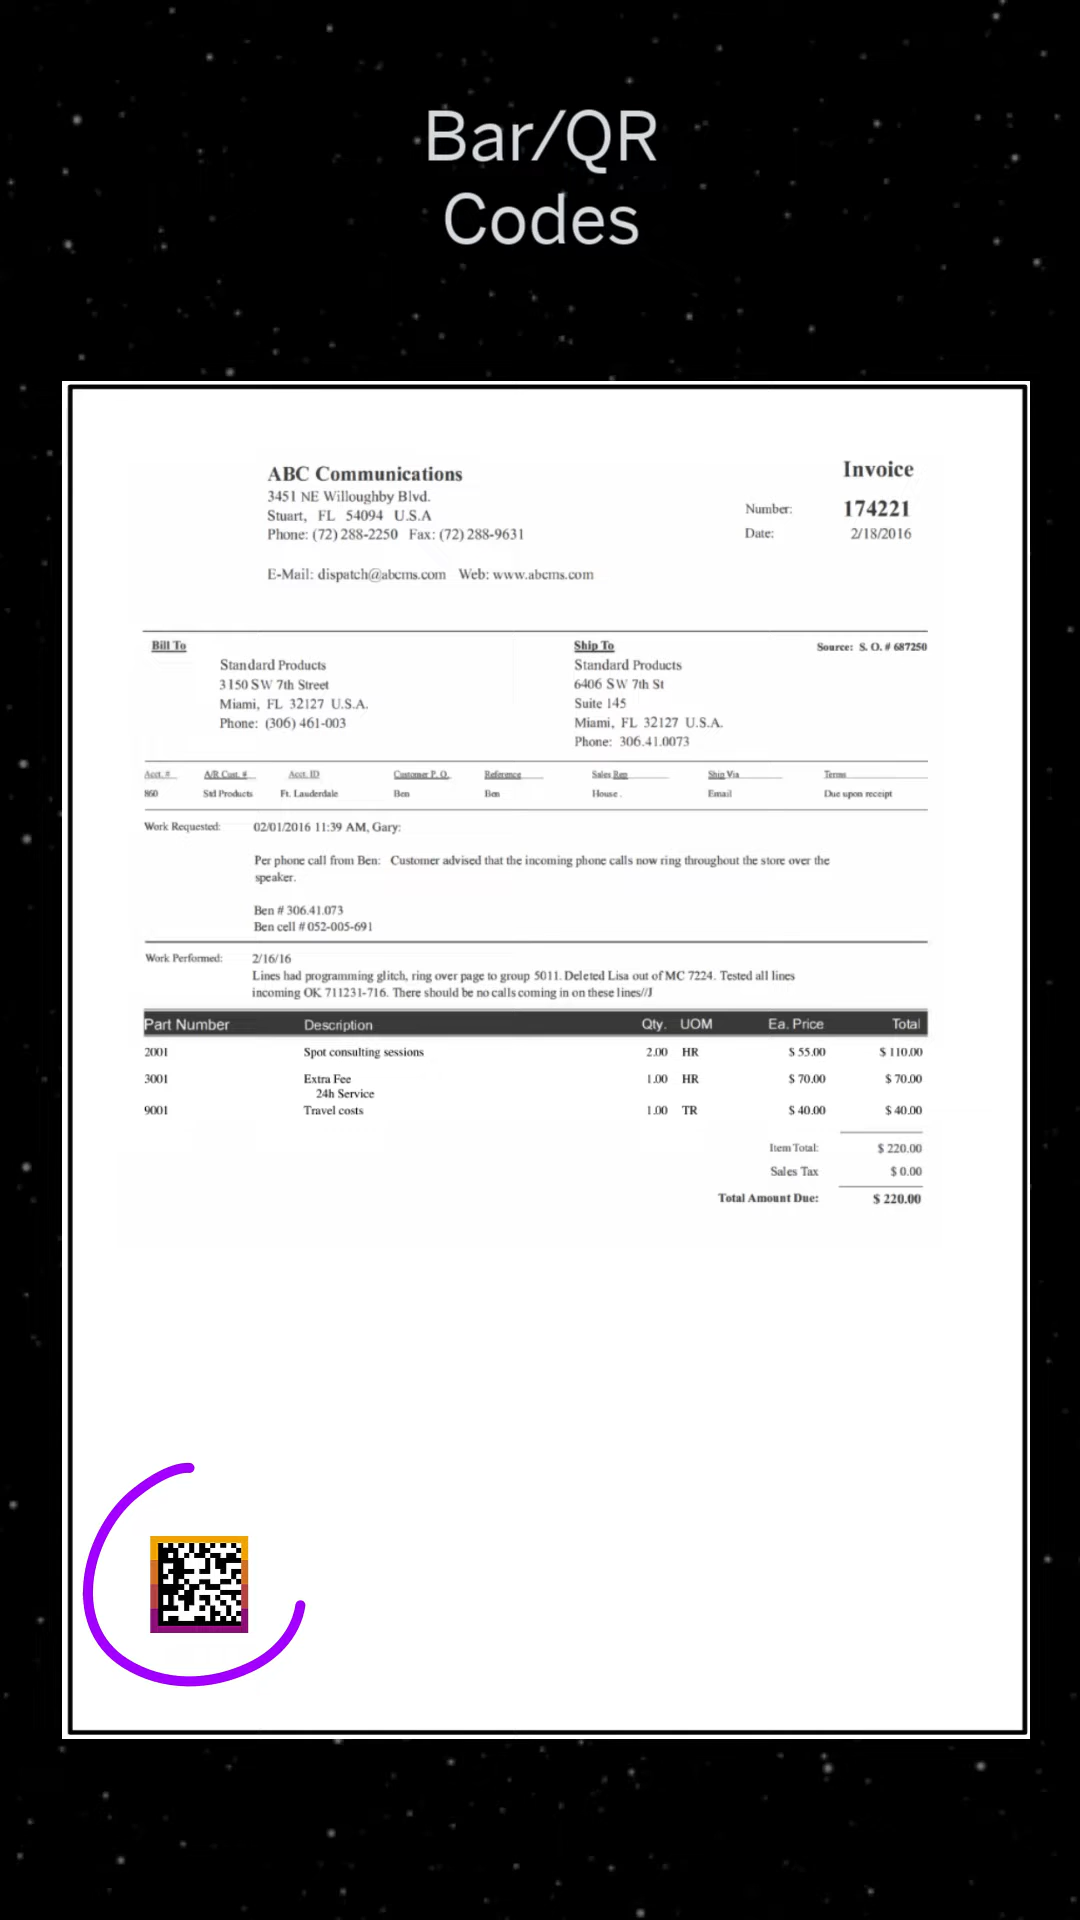 Bar/QR
Codes
ABC Communications
3451 NE Willoughby Blvd.
Stuart, FL 54094 U.S.A
Phone: (72) 288-2250 Fax: (72) 288-9631
E-Mail: dispatch@abcms.com Web: www.abcms.com
Invoice
Number: 174221
Date: 2/18/2016
Bill To
Standard Products
3150 SW 7th Street
Miami, FL 32127 U.S.A.
Phone: (306) 461-003
Ship To
Standard Products
6406 SW 7th St
Suite 145
Miami, FL 32127 U.S.A.
Phone: 306.41.0073
Source: S. O. # 687250
Acct. # A/R Cust. # Acct. ID Customer P. O. Reference Sales Rep Ship Via Terms
860 Std Products Ft. Lauderdale Ben Ben House . Email Due upon receipt
Work Requested: 02/01/2016 11:39 AM, Gary:
Per phone call from Ben: Customer advised that the incoming phone calls now ring throughout the store over the
speaker.
Ben # 306.41.073
Ben cell # 052-005-691
Work Performed: 2/16/16
Lines had programming glitch, ring over page to group 5011. Deleted Lisa out of MC 7224. Tested all lines
incoming OK 711231-716. There should be no calls coming in on these lines//J
Part Number Description Qty. UOM Ea. Price Total
2001 Spot consulting sessions 2.00 HR $ 55.00 $ 110.00
3001 Extra Fee 1.00 HR $ 70.00 $ 70.00
24h Service
9001 Travel costs 1.00 TR $ 40.00 $ 40.00
Item Total: $ 220.00
Sales Tax $ 0.00
Total Amount Due: $ 220.00